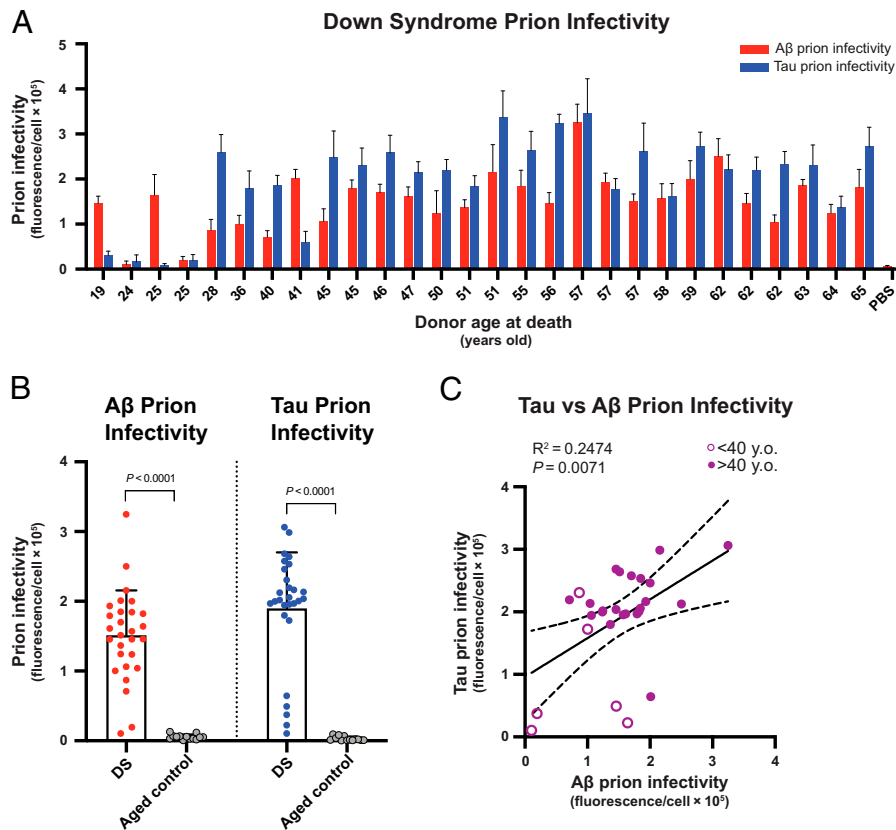 A
Down Syndrome Prion Infectivity
Aβ prion infectivity
Tau prion infectivity
Prion infectivity
(fluorescence/cell × 10⁵)
5
4
3
2
1
0
19 24 25 25 28 36 40 41 45 45 46 47 50 51 51 55 56 57 57 57 58 59 62 62 62 63 64 65 PBS
Donor age at death
(years old)
B
Aβ Prion
Infectivity
Tau Prion
Infectivity
Prion infectivity
(fluorescence/cell × 10⁵)
4
3
2
1
0
P < 0.0001
P < 0.0001
DS
Aged control
DS
Aged control
C
Tau vs Aβ Prion Infectivity
R² = 0.2474
P = 0.0071
<40 y.o.
>40 y.o.
Tau prion infectivity
(fluorescence/cell × 10⁵)
4
3
2
1
0
0 1 2 3 4
Aβ prion infectivity
(fluorescence/cell × 10⁵)